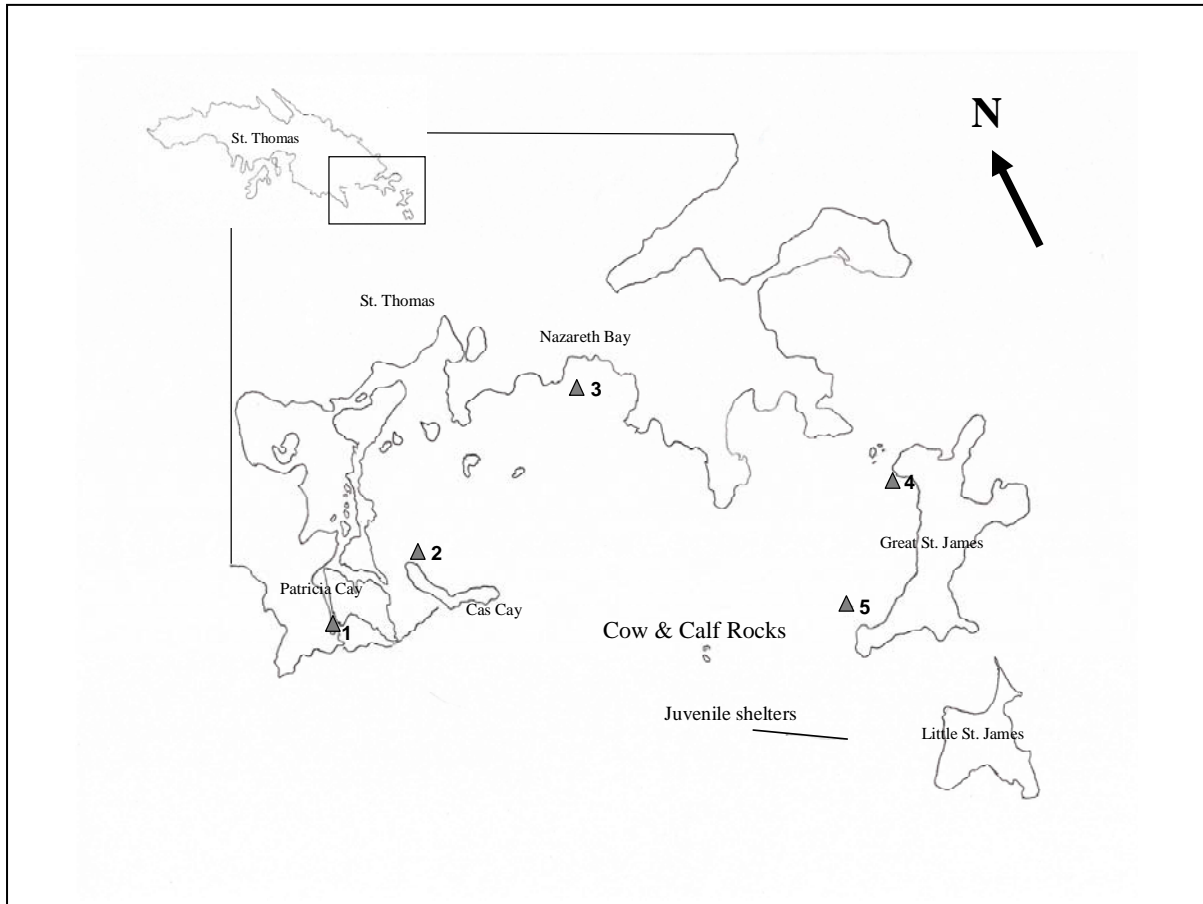 N
St. Thomas
St. Thomas
Nazareth Bay
3
4
Great St. James
2
Patricia Cay
Cas Cay
5
1
Cow & Calf Rocks
Juvenile shelters
Little St. James